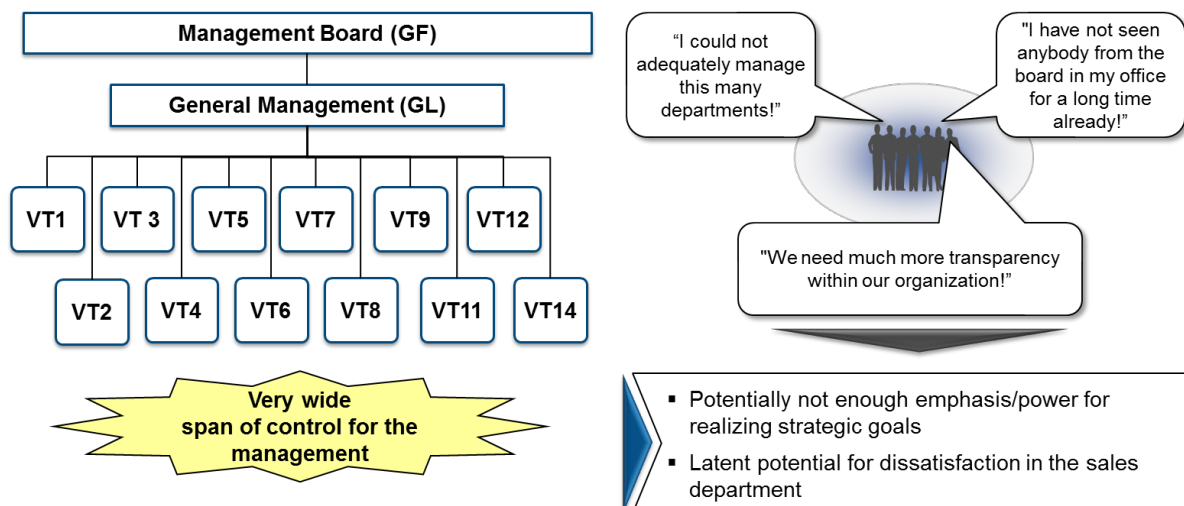 Management Board (GF)
General Management (GL)
VT1
VT 3
VT5
VT7
VT9
VT12
VT2
VT4
VT6
VT8
VT11
VT14
Very wide
span of control for the
management
“I could not
adequately manage
this many
departments!”
"I have not seen
anybody from the
board in my office
for a long time
already!”
"We need much more transparency
within our organization!”
▪ Potentially not enough emphasis/power for
realizing strategic goals
▪ Latent potential for dissatisfaction in the sales
department